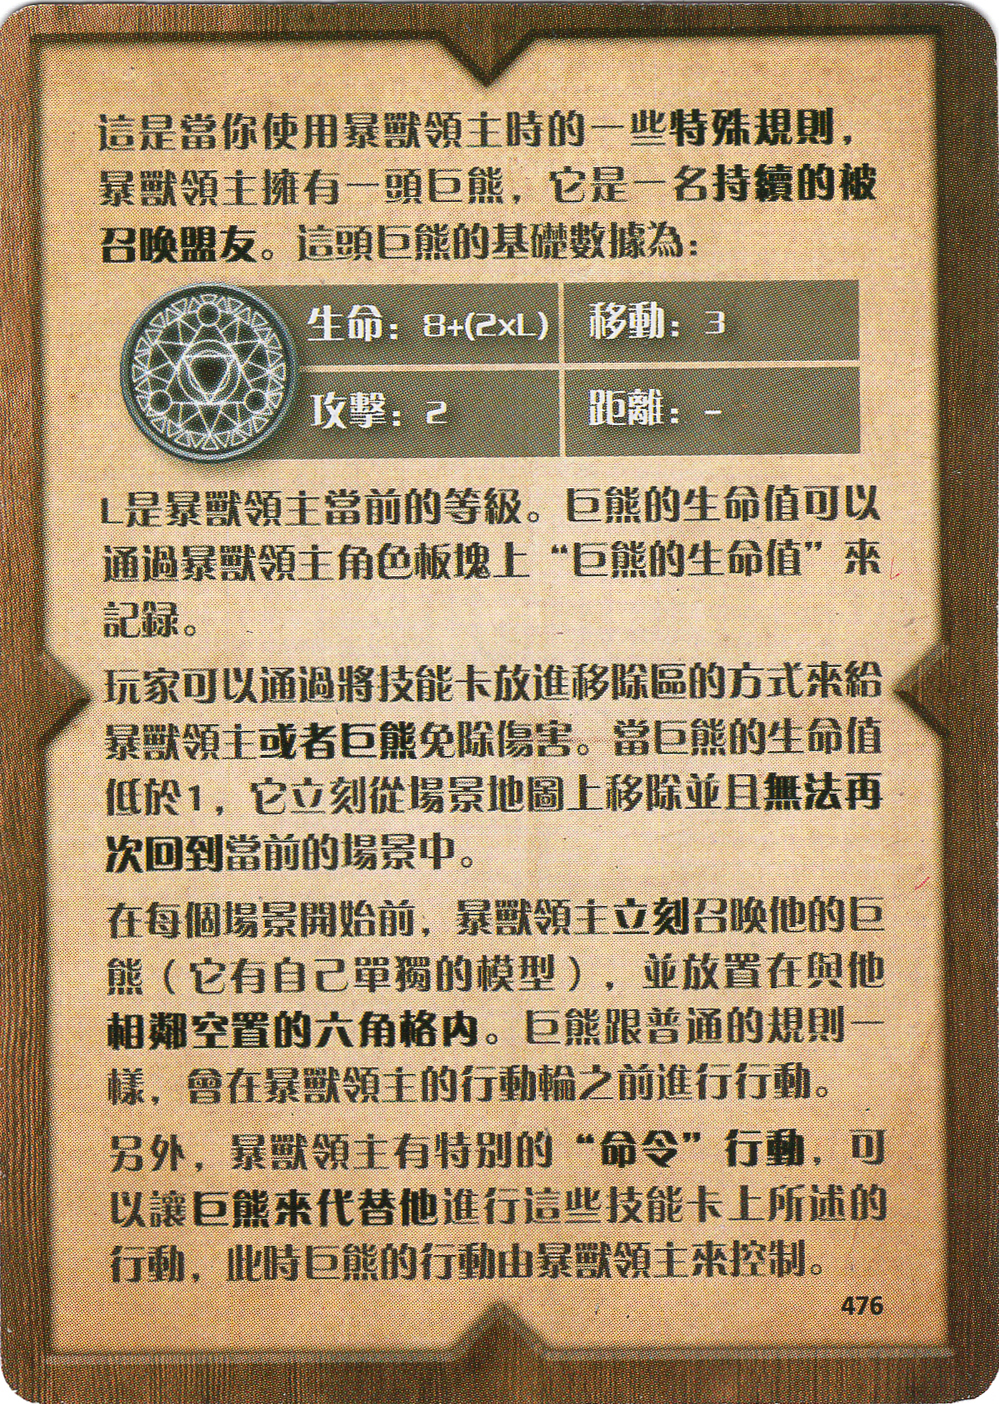 這是當你使用暴獸領主時的一些特殊規則，
暴獸領主擁有一頭巨熊，它是一名持續的被
召喚盟友。這頭巨熊的基礎數據為：
生命：8+(2xL) 移動：3
攻擊：2 距離：-
L是暴獸領主當前的等級。巨熊的生命值可以
通過暴獸領主角色板塊上“巨熊的生命值”來
記録。
玩家可以通過將技能卡放進移除區的方式來給
暴獸領主或者巨熊免除傷害。當巨熊的生命值
低於1，它立刻從場景地圖上移除並且無法再
次回到當前的場景中。
在每個場景開始前，暴獸領主立刻召喚他的巨
熊（它有自己單獨的模型），並放置在與他
相鄰空置的六角格内。巨熊跟普通的規則一
樣，會在暴獸領主的行動輪之前進行行動。
另外，暴獸領主有特别的“命令”行動，可
以讓巨熊來代替他進行這些技能卡上所述的
行動，此時巨熊的行動由暴獸領主來控制。
476